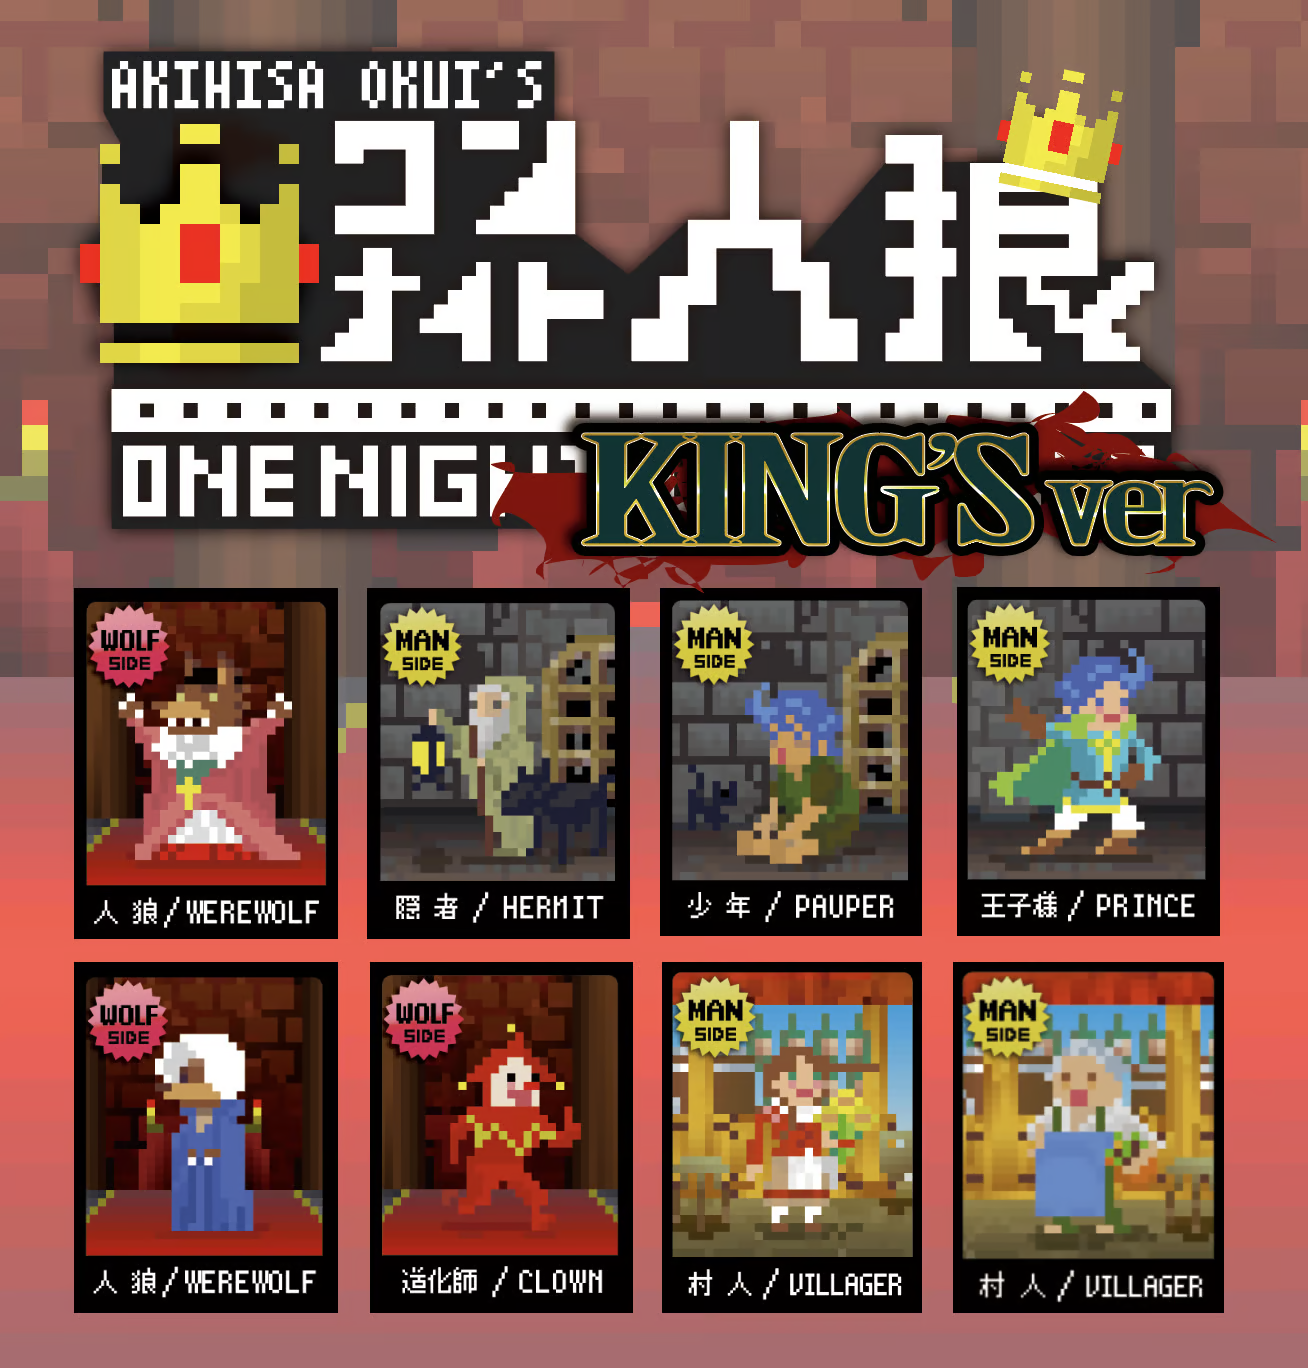 AKIHISA OKUI'S
ワン
ナイト人狼
ONE NIG
KING'S ver
WOLF
SIDE
人狼/WEREWOLF
MAN
SIDE
隠者/HERMIT
MAN
SIDE
少年/PAUPER
MAN
SIDE
王子様/PRINCE
WOLF
SIDE
人狼/WEREWOLF
WOLF
SIDE
道化師/CLOWN
MAN
SIDE
村人/VILLAGER
MAN
SIDE
村人/VILLAGER